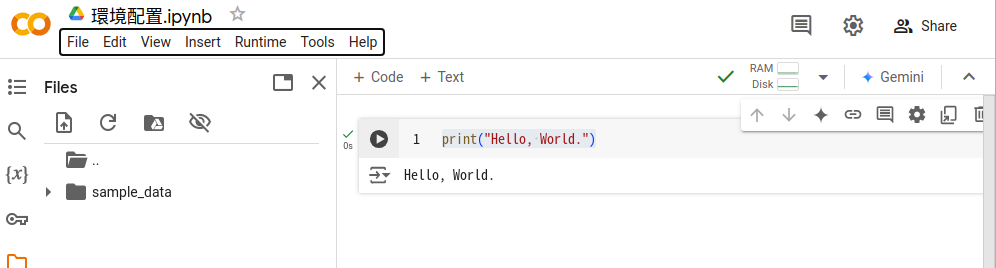 環境配置.ipynb
File Edit View Insert Runtime Tools Help
Share
Files
+ Code + Text
RAM
Disk
Gemini
..
sample_data
{x}
0s
1 print("Hello, World.")
Hello, World.